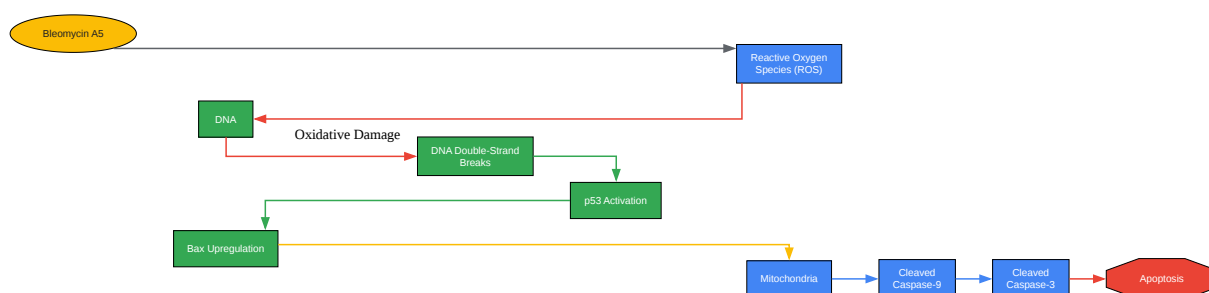 Bleomycin A5
Reactive Oxygen
Species (ROS)
DNA
Oxidative Damage
DNA Double-Strand
Breaks
p53 Activation
Bax Upregulation
Mitochondria
Cleaved
Caspase-9
Cleaved
Caspase-3
Apoptosis